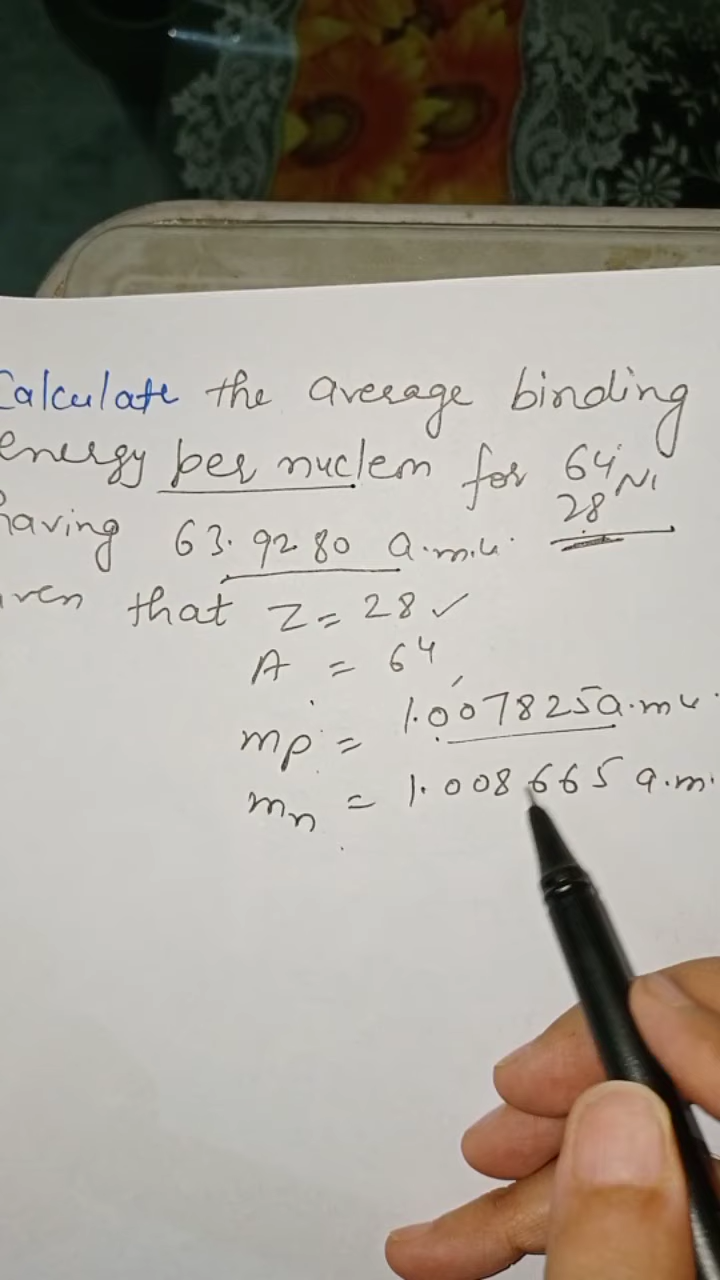 Calculate the average binding
energy per nuclem for 64 Ni
28
having 63.9280 a.m.u.
iven that Z = 28 ✓
A = 64
mp = 1.007825 a.m u.
mn = 1.008665 a.m.